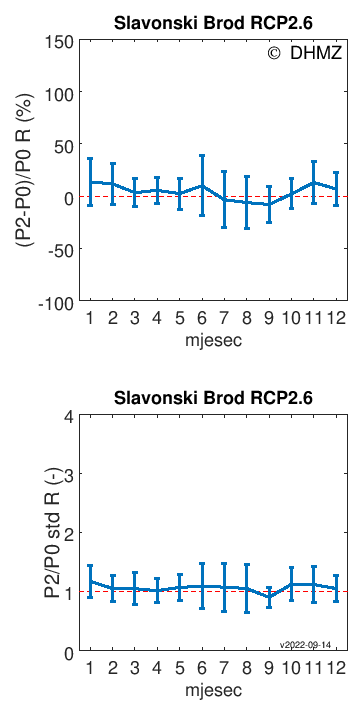 Slavonski Brod RCP2.6
© DHMZ
(P2-P0)/P0 R (%)
150
100
50
0
-50
-100
1 2 3 4 5 6 7 8 9 10 11 12
mjesec
Slavonski Brod RCP2.6
P2/P0 std R (-)
4
3
2
1
0
v2022-09-14
1 2 3 4 5 6 7 8 9 10 11 12
mjesec